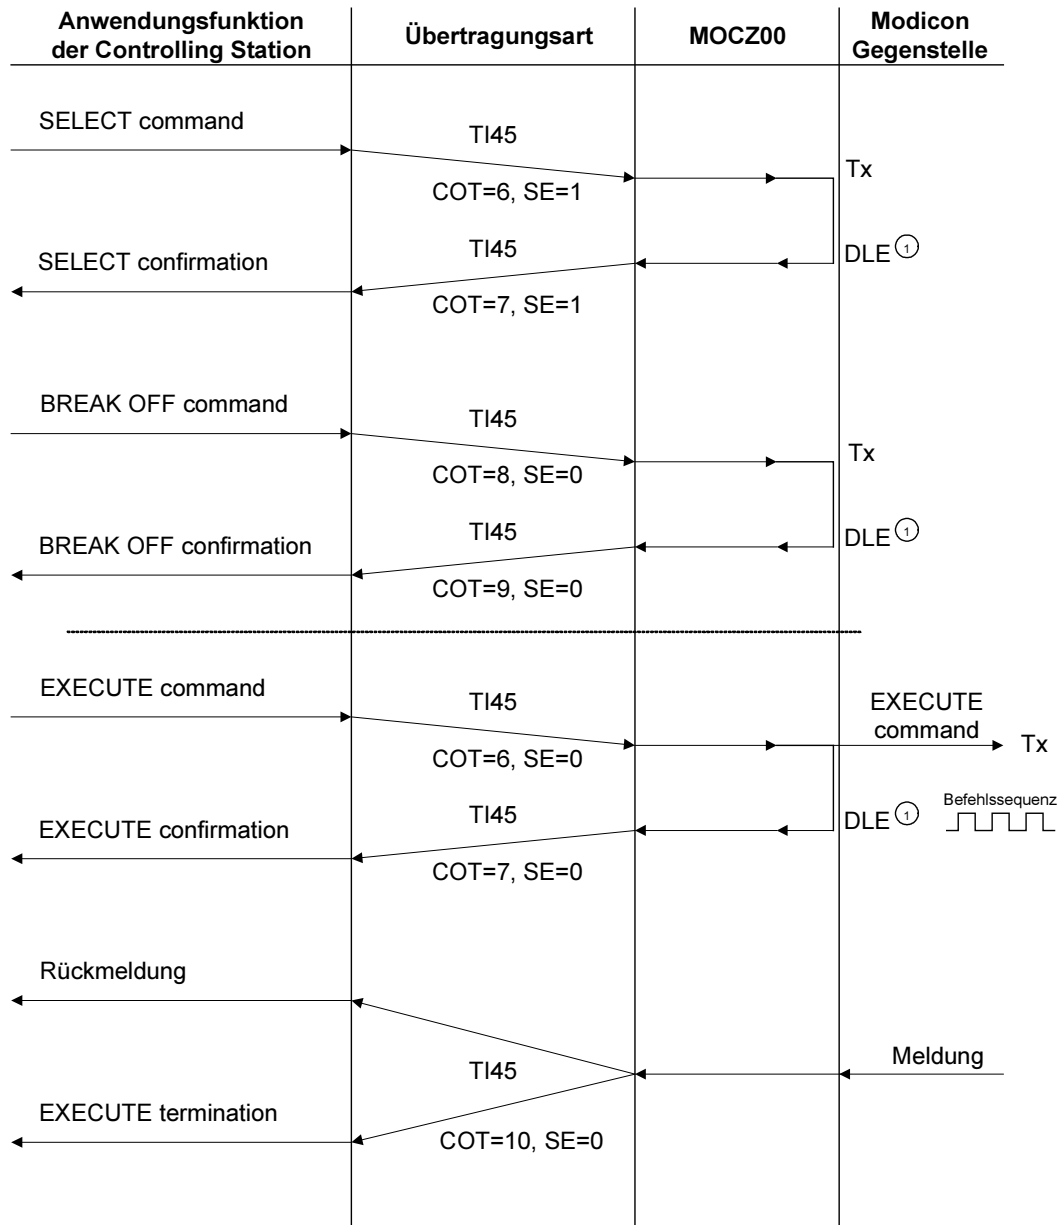 Anwendungsfunktion
der Controlling Station
Übertragungsart
MOCZ00
Modicon
Gegenstelle
SELECT command
TI45
COT=6, SE=1
Tx
SELECT confirmation
TI45
COT=7, SE=1
DLE 1
BREAK OFF command
TI45
COT=8, SE=0
Tx
BREAK OFF confirmation
TI45
COT=9, SE=0
DLE 1
EXECUTE command
TI45
COT=6, SE=0
EXECUTE
command
Tx
EXECUTE confirmation
TI45
COT=7, SE=0
DLE 1
Befehlssequenz
Rückmeldung
TI45
Meldung
EXECUTE termination
COT=10, SE=0